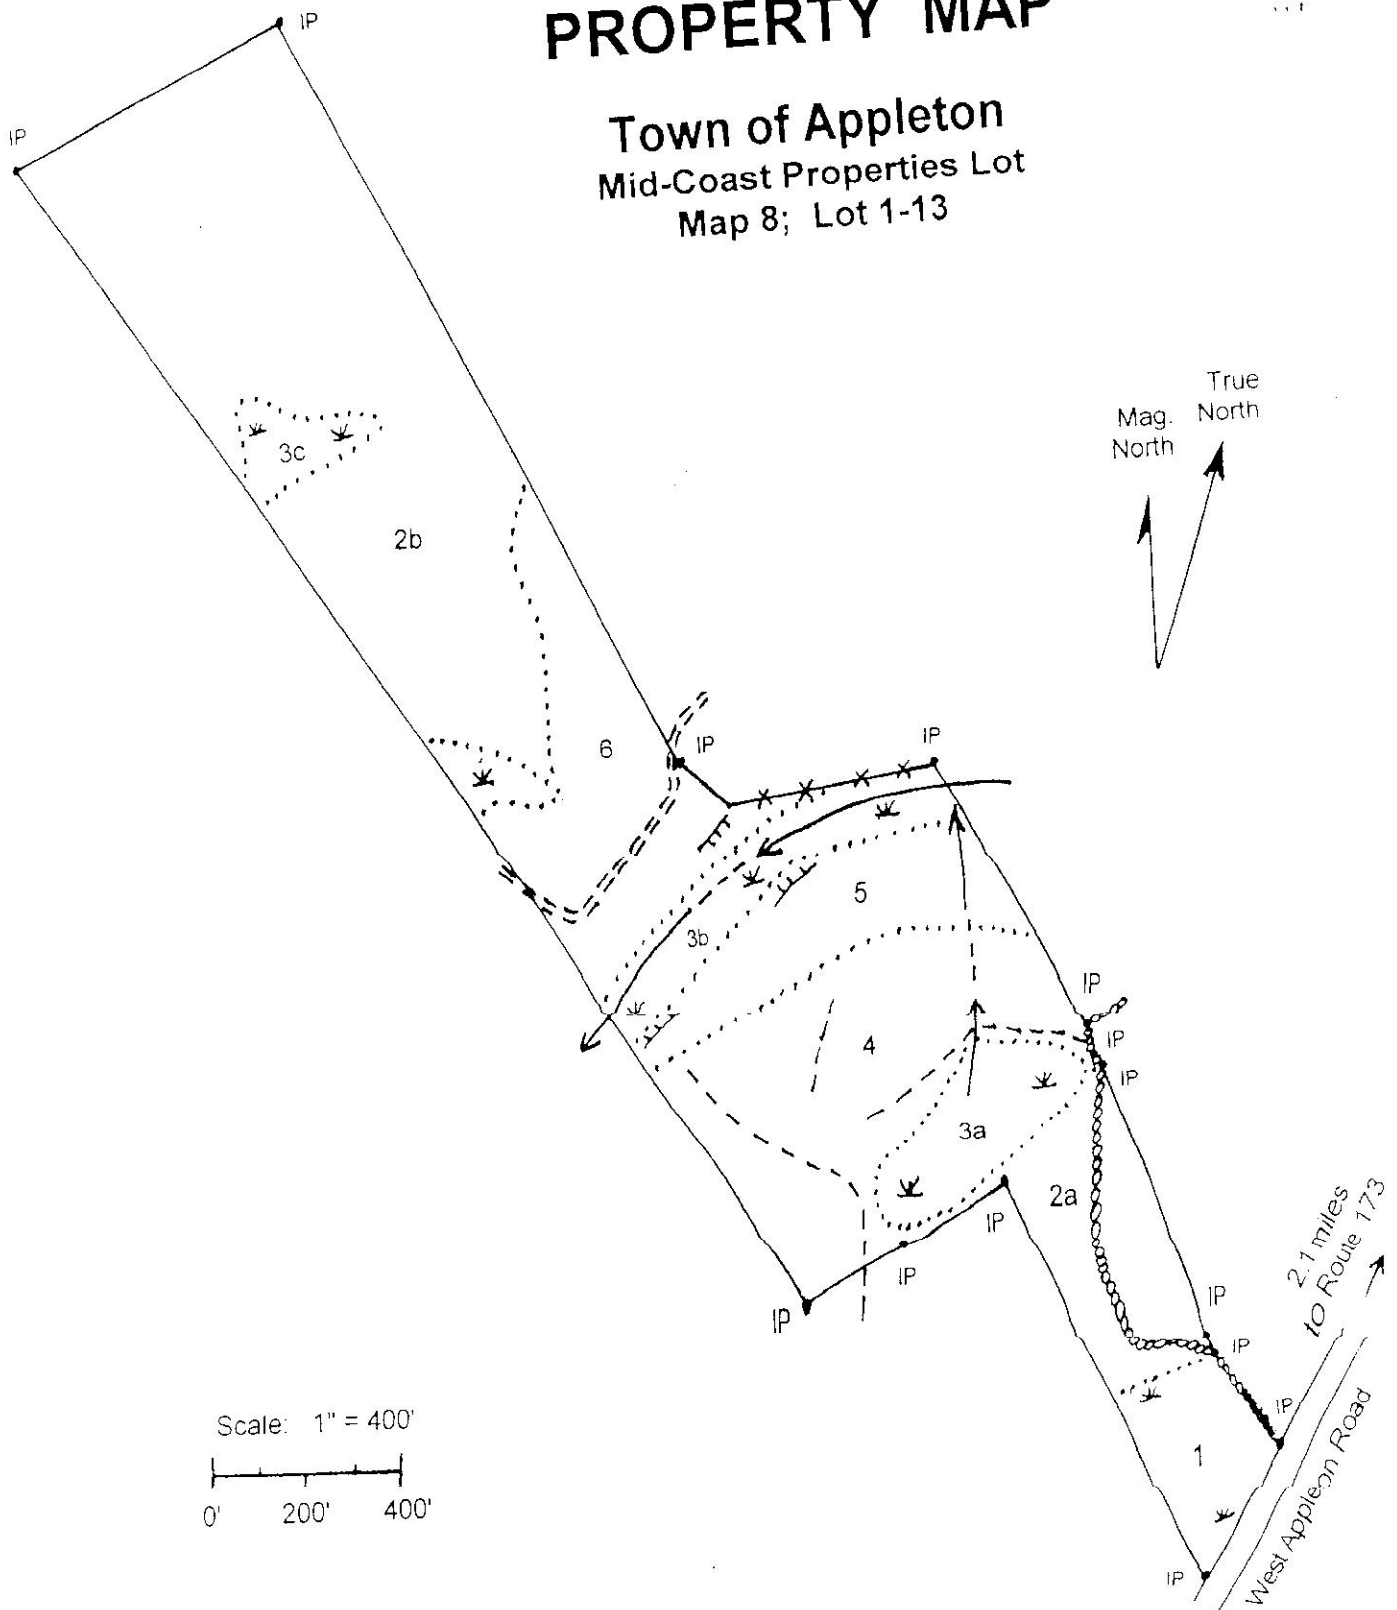 PROPERTY MAP
Town of Appleton
Mid-Coast Properties Lot
Map 8; Lot 1-13
IP
IP
True
North
Mag.
North
3c
2b
6
IP
IP
5
3b
IP
4
IP
IP
3a
2a
IP
IP
IP
IP
IP
IP
1
IP
2.1 miles
to Route 173
West Appleton Road
Scale: 1" = 400'
0' 200' 400'